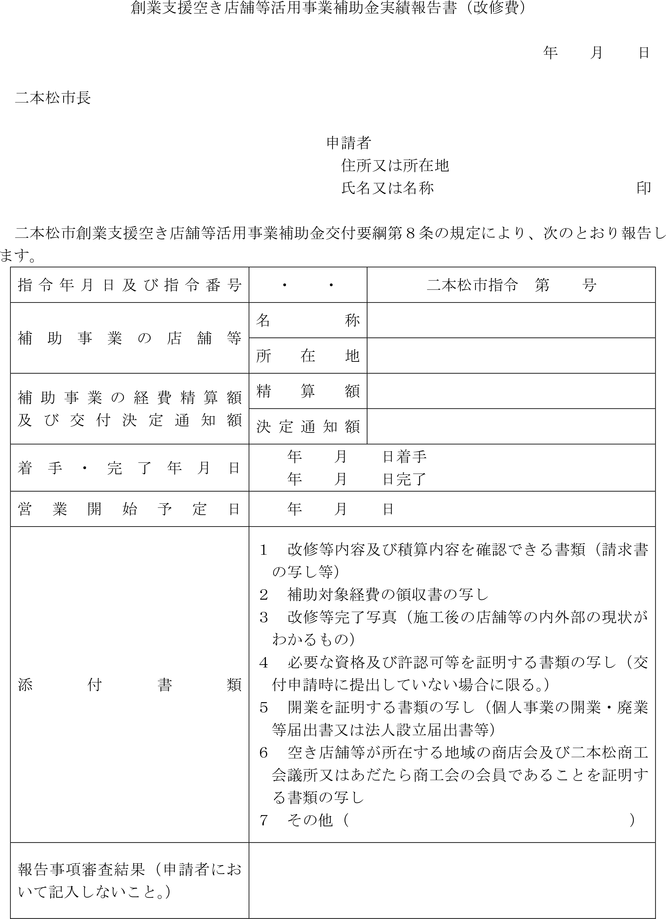 創業支援空き店舗等活用事業補助金実績報告書（改修費）
年　　月　　日
二本松市長
申請者
住所又は所在地
氏名又は名称　　　　　　　　　　　　　印
二本松市創業支援空き店舗等活用事業補助金交付要綱第８条の規定により、次のとおり報告し
ます。
指令年月日及び指令番号　・　・　二本松市指令　第　　号
補助事業の店舗等
名称
所在地
補助事業の経費精算額
及び交付決定通知額
精算額
決定通知額
着手・完了年月日
年　　月　　日着手
年　　月　　日完了
営業開始予定日　年　　月　　日
添付書類
１　改修等内容及び積算内容を確認できる書類（請求書
の写し等）
２　補助対象経費の領収書の写し
３　改修等完了写真（施工後の店舗等の内外部の現状が
わかるもの）
４　必要な資格及び許認可等を証明する書類の写し（交
付申請時に提出していない場合に限る。）
５　開業を証明する書類の写し（個人事業の開業・廃業
等届出書又は法人設立届出書等）
６　空き店舗等が所在する地域の商店会及び二本松商工
会議所又はあだたら商工会の会員であることを証明す
る書類の写し
７　その他（　　　　　　　　　　　　　　　　　　）
報告事項審査結果（申請者にお
いて記入しないこと。）